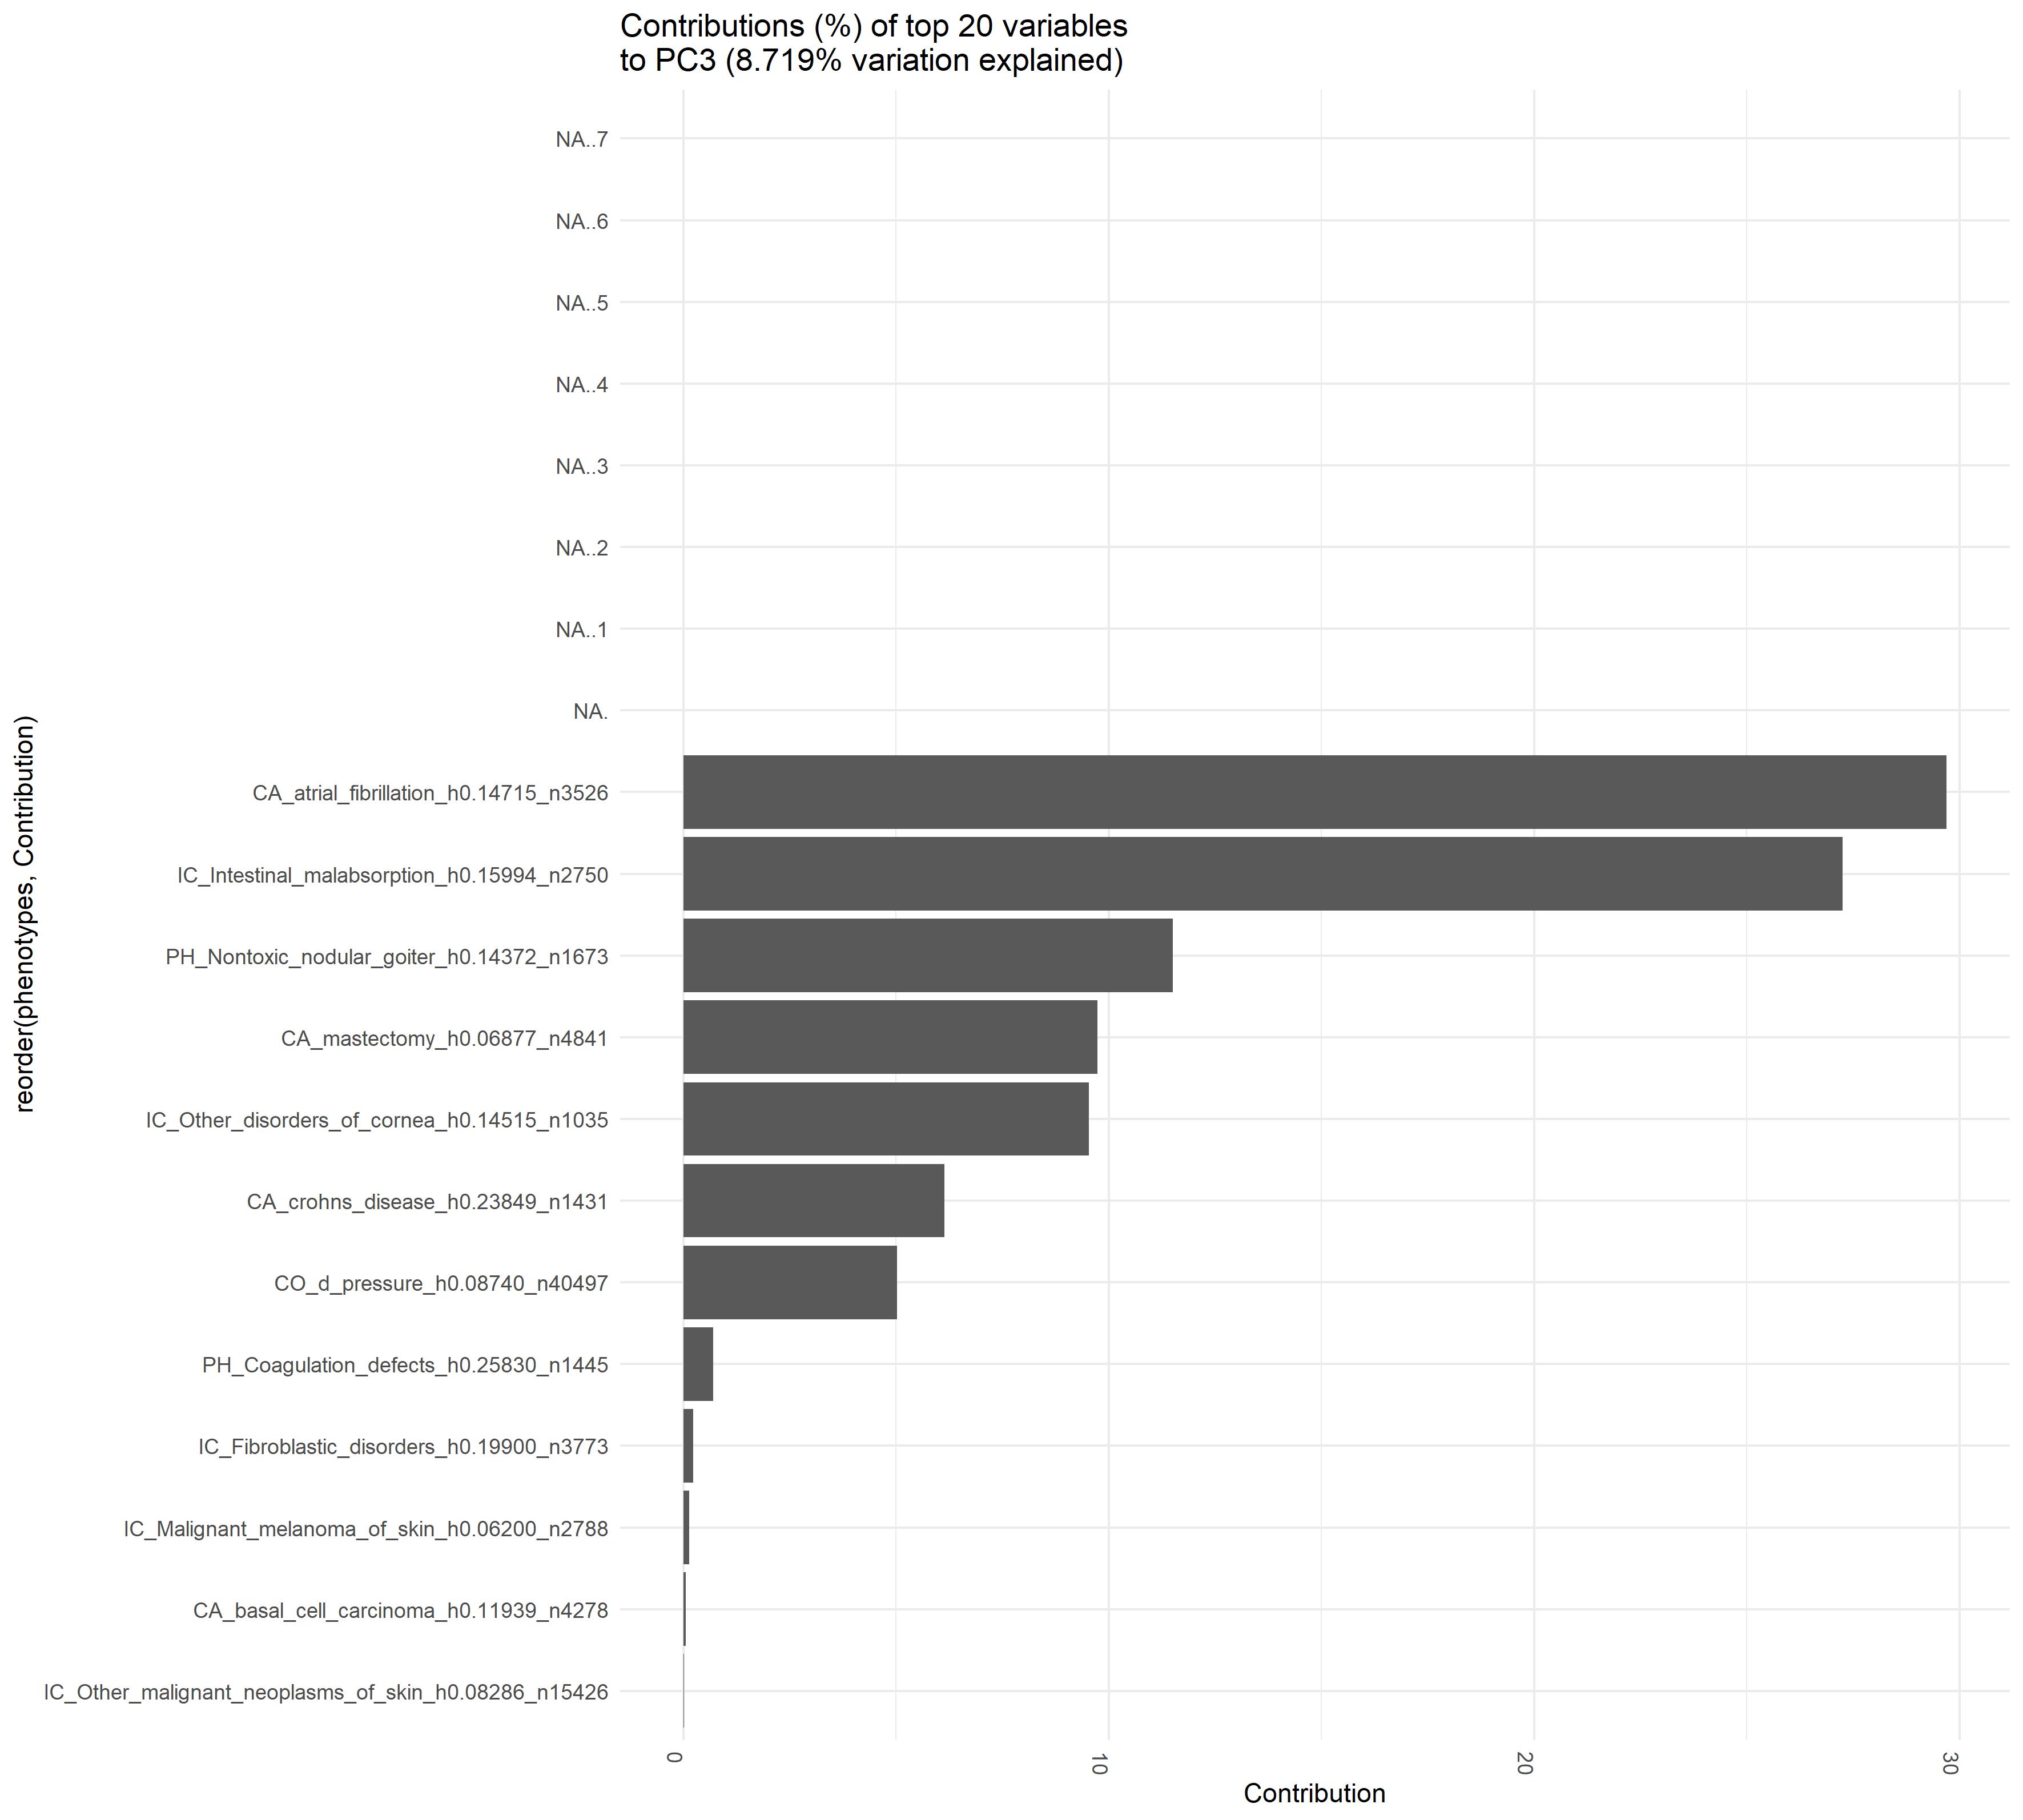 Contributions (%) of top 20 variables
to PC3 (8.719% variation explained)
NA..7
NA..6
NA..5
NA..4
NA..3
NA..2
NA..1
NA.
CA_atrial_fibrillation_h0.14715_n3526
IC_Intestinal_malabsorption_h0.15994_n2750
PH_Nontoxic_nodular_goiter_h0.14372_n1673
CA_mastectomy_h0.06877_n4841
IC_Other_disorders_of_cornea_h0.14515_n1035
CA_crohns_disease_h0.23849_n1431
CO_d_pressure_h0.08740_n40497
PH_Coagulation_defects_h0.25830_n1445
IC_Fibroblastic_disorders_h0.19900_n3773
IC_Malignant_melanoma_of_skin_h0.06200_n2788
CA_basal_cell_carcinoma_h0.11939_n4278
IC_Other_malignant_neoplasms_of_skin_h0.08286_n15426
reorder(phenotypes, Contribution)
0
10
20
30
Contribution